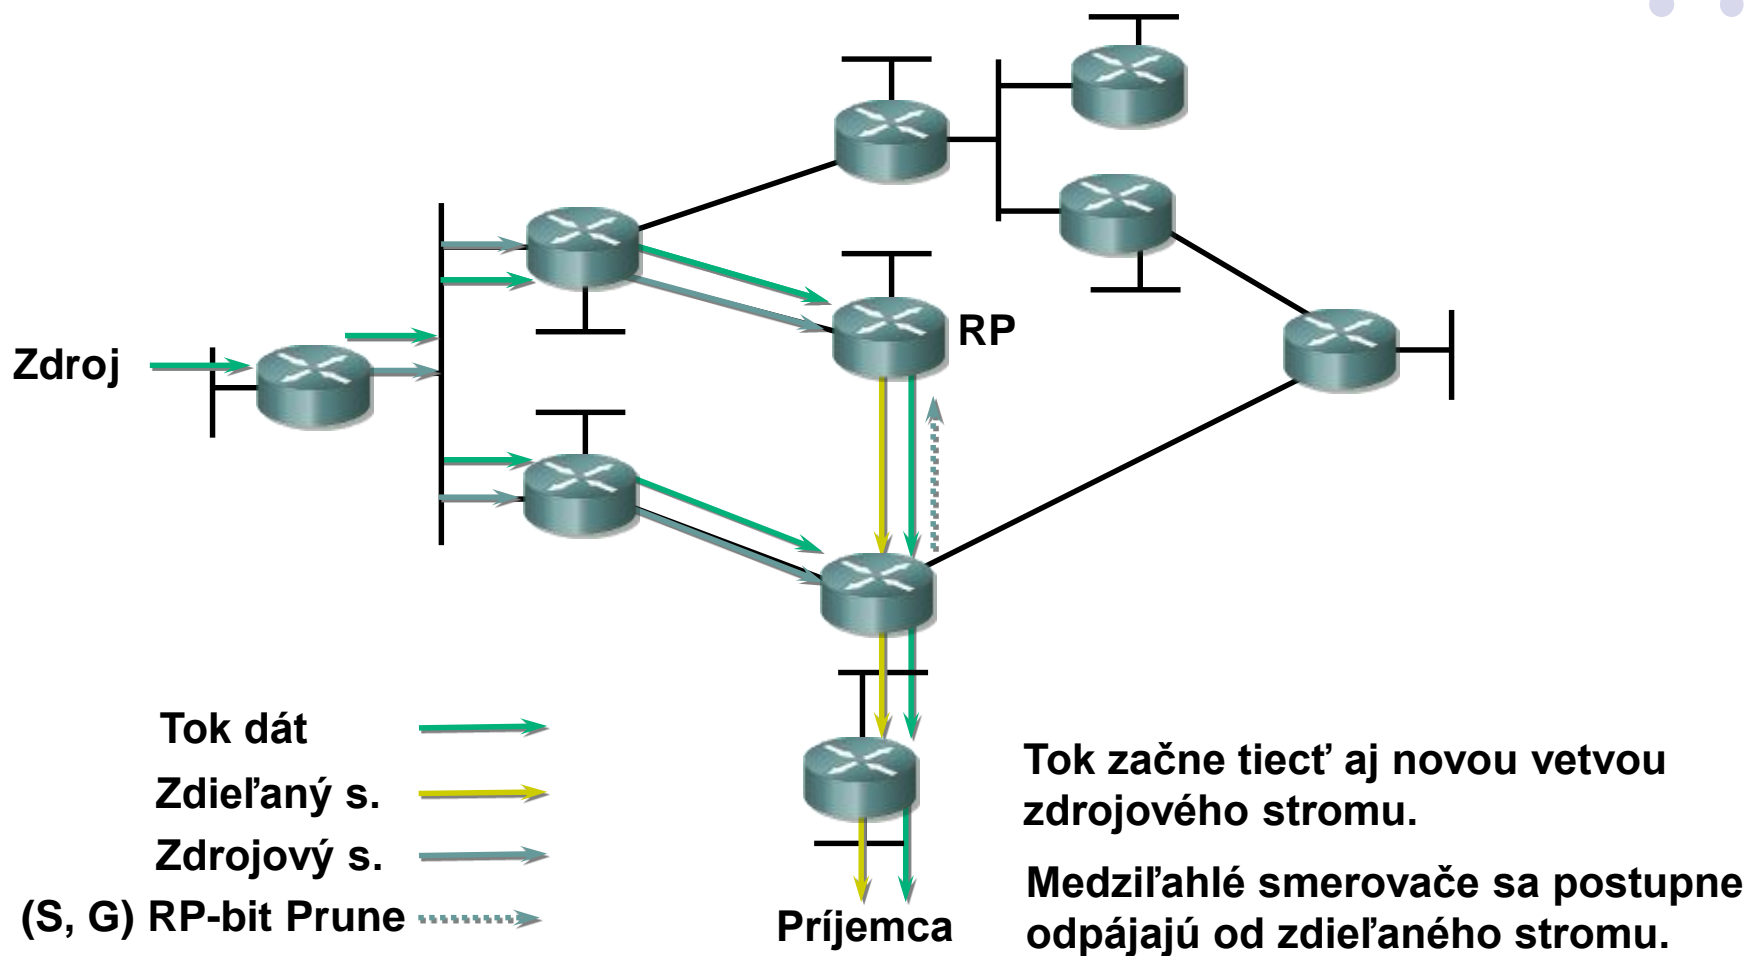 RP
Zdroj
Tok dát
Zdieľaný s.
Zdrojový s.
(S, G) RP-bit Prune
Príjemca
Tok začne tiecť aj novou vetvou
zdrojového stromu.
Medziľahlé smerovače sa postupne
odpájajú od zdieľaného stromu.